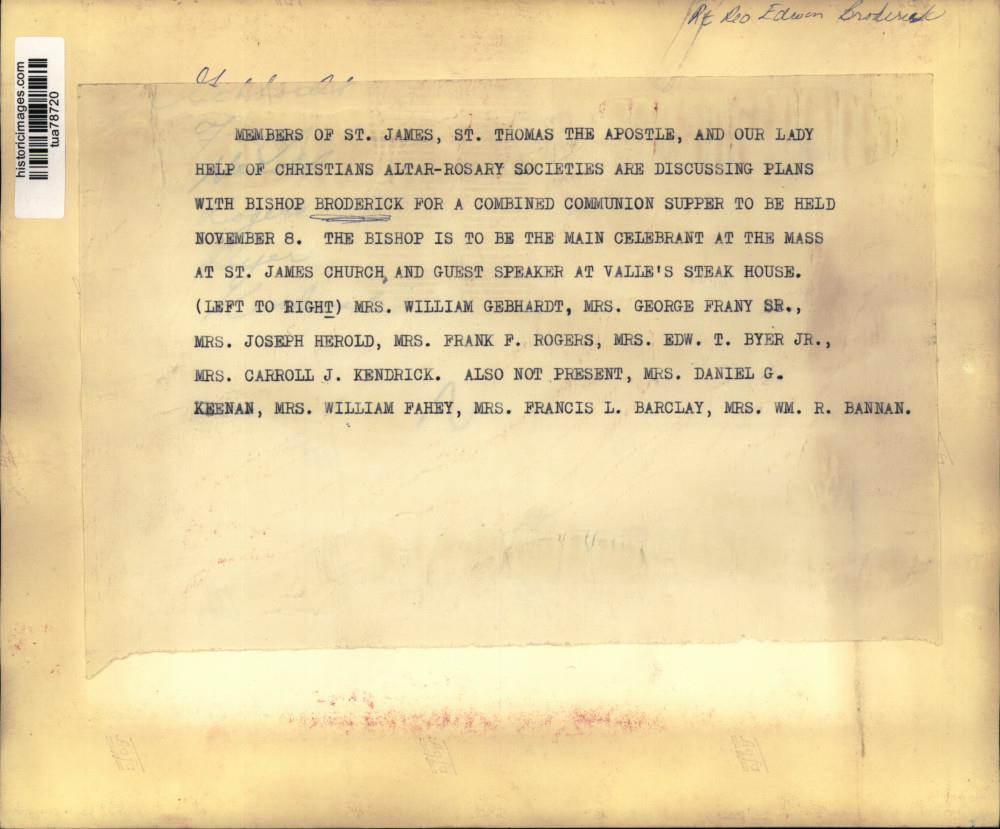 Rt Rev. Edwin Broderick
historicimages.com
tua78720
MEMBERS OF ST. JAMES, ST. THOMAS THE APOSTLE, AND OUR LADY
HELP OF CHRISTIANS ALTAR-ROSARY SOCIETIES ARE DISCUSSING PLANS
WITH BISHOP BRODERICK FOR A COMBINED COMMUNION SUPPER TO BE HELD
NOVEMBER 8. THE BISHOP IS TO BE THE MAIN CELEBRANT AT THE MASS
AT ST. JAMES CHURCH, AND GUEST SPEAKER AT VALLE'S STEAK HOUSE.
(LEFT TO RIGHT) MRS. WILLIAM GEBHARDT, MRS. GEORGE FRANY SR.,
MRS. JOSEPH HEROLD, MRS. FRANK F. ROGERS, MRS. EDW. T. BYER JR.,
MRS. CARROLL J. KENDRICK. ALSO NOT PRESENT, MRS. DANIEL G.
KEENAN, MRS. WILLIAM FAHEY, MRS. FRANCIS L. BARCLAY, MRS. WM. R. BANNAN.